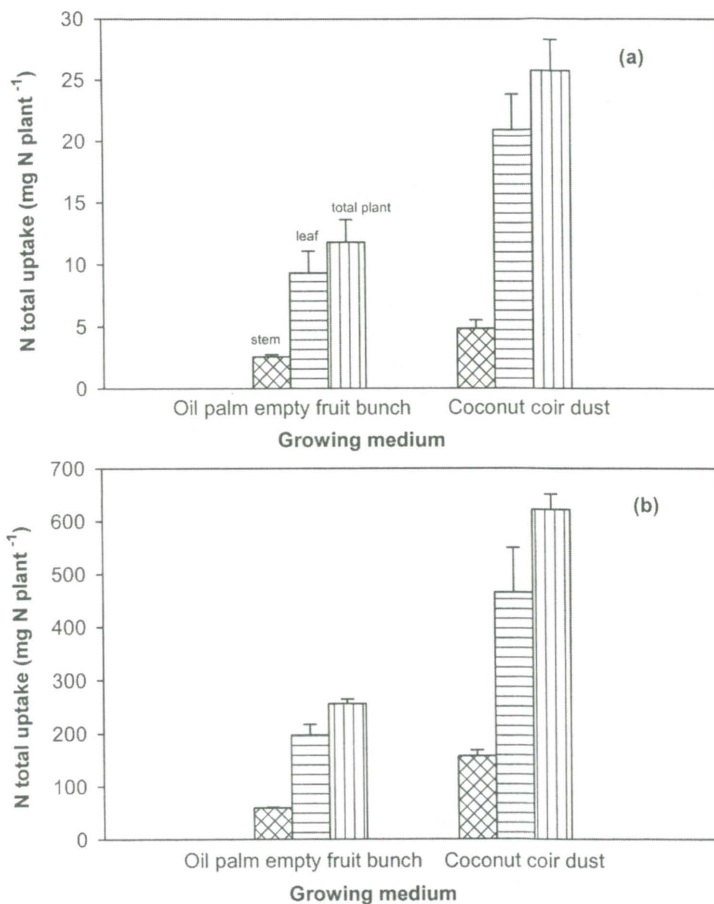 30
(a)
25
20
15
10
5
0
N total uptake (mg N plant -1)
total plant
leaf
stem
Oil palm empty fruit bunch Coconut coir dust
Growing medium
700
(b)
600
500
400
300
200
100
0
N total uptake (mg N plant -1)
Oil palm empty fruit bunch Coconut coir dust
Growing medium